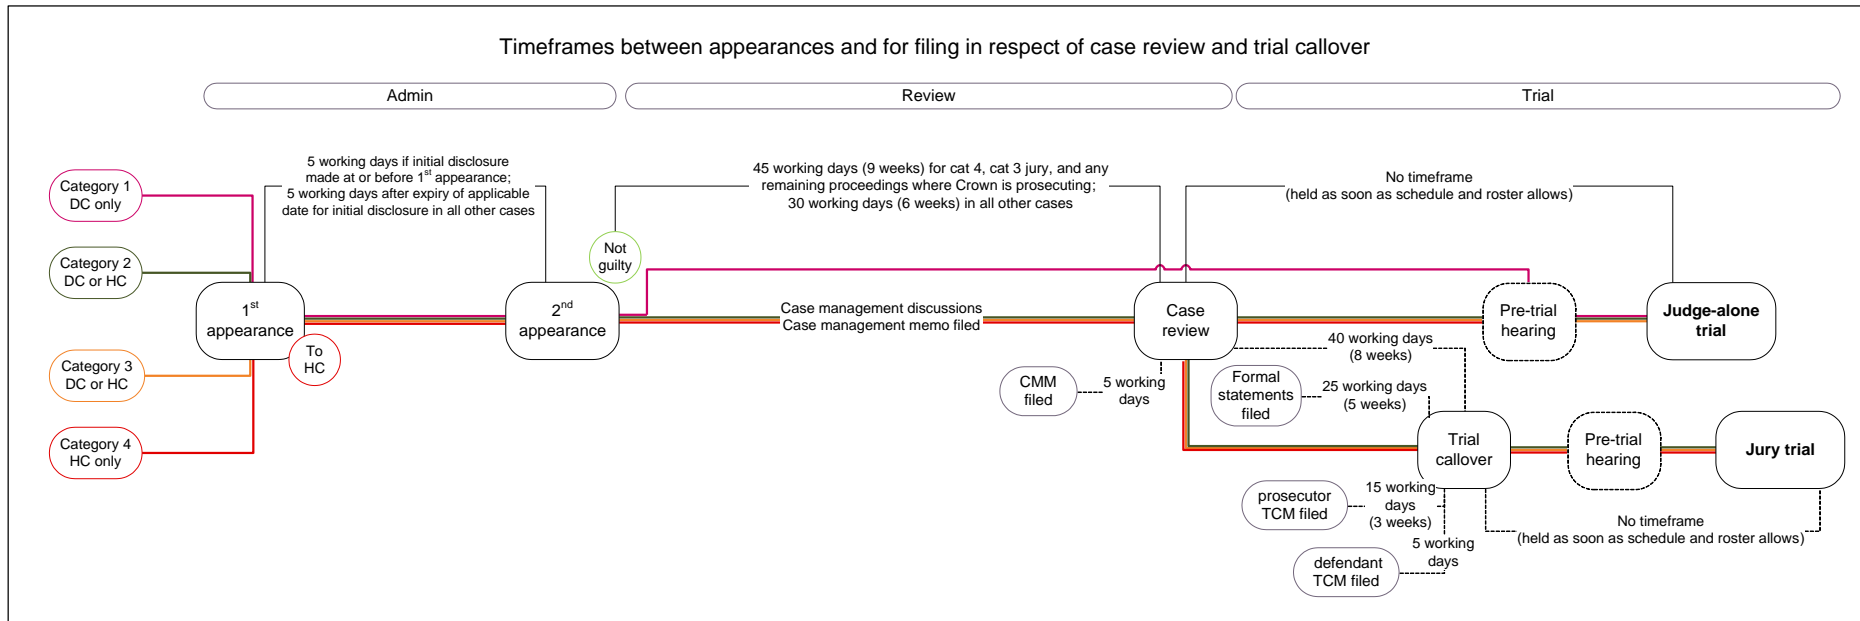 Timeframes between appearances and for filing in respect of case review and trial callover
Admin
Review
Trial
Category 1
DC only
Category 2
DC or HC
Category 3
DC or HC
Category 4
HC only
5 working days if initial disclosure
made at or before 1st appearance;
5 working days after expiry of applicable
date for initial disclosure in all other cases
1st
appearance
To
HC
2nd
appearance
Not
guilty
45 working days (9 weeks) for cat 4, cat 3 jury, and any
remaining proceedings where Crown is prosecuting;
30 working days (6 weeks) in all other cases
Case management discussions
Case management memo filed
Case
review
CMM
filed
5 working
days
No timeframe
(held as soon as schedule and roster allows)
Pre-trial
hearing
Judge-alone
trial
40 working days
(8 weeks)
Formal
statements
filed
25 working days
(5 weeks)
Trial
callover
Pre-trial
hearing
Jury trial
prosecutor
TCM filed
15 working
days
(3 weeks)
defendant
TCM filed
5 working
days
No timeframe
(held as soon as schedule and roster allows)